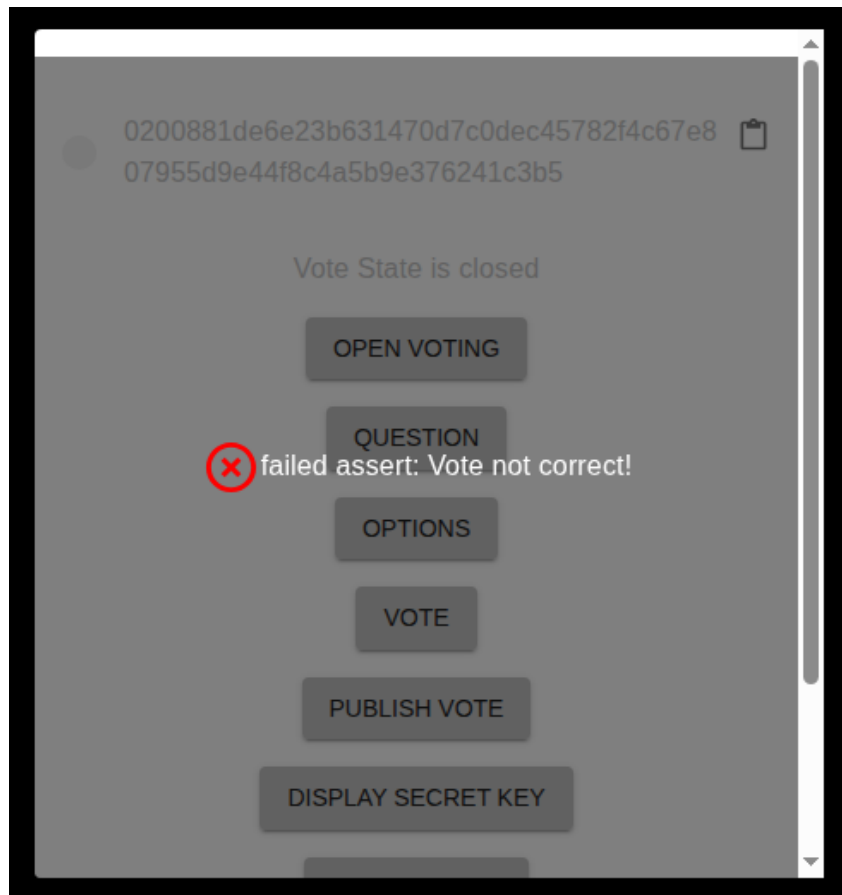 0200881de6e23b631470d7c0dec45782f4c67e8
07955d9e44f8c4a5b9e376241c3b5
Vote State is closed
OPEN VOTING
QUESTION
failed assert: Vote not correct!
OPTIONS
VOTE
PUBLISH VOTE
DISPLAY SECRET KEY